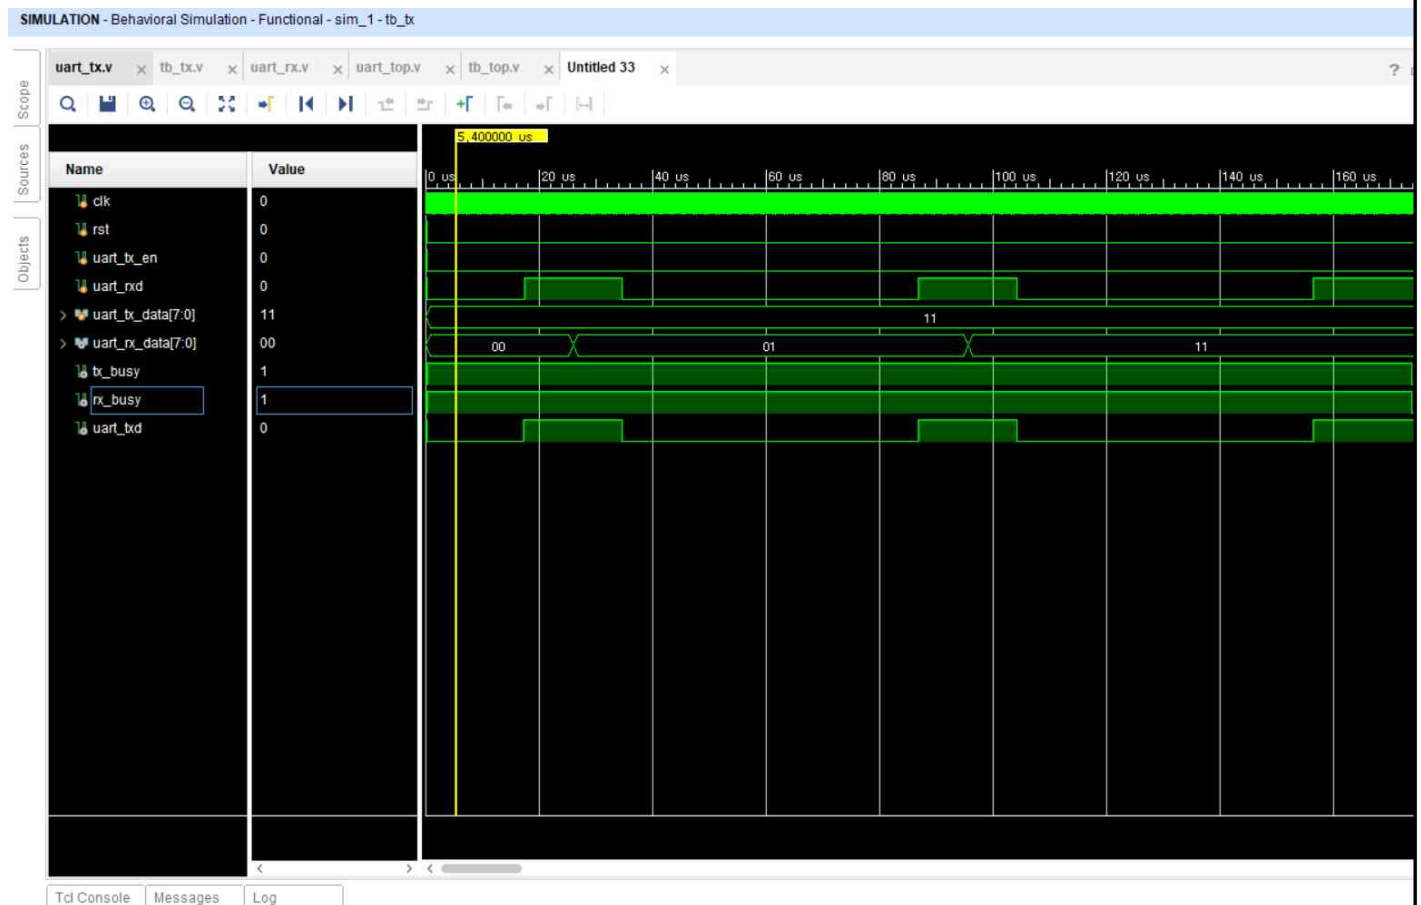 SIMULATION - Behavioral Simulation - Functional - sim_1 - tb_tx
uart_tx.v x tb_tx.v x uart_rx.v x uart_top.v x tb_top.v x Untitled 33 x ?
Scope
Sources
Objects
5.400000 us
Name Value
0 us 20 us 40 us 60 us 80 us 100 us 120 us 140 us 160 us
clk 0
rst 0
uart_tx_en 0
uart_rxd 0
uart_tx_data[7:0] 11 11
uart_rx_data[7:0] 00 00 01 11
tx_busy 1
rx_busy 1
uart_txd 0
Tcl Console Messages Log